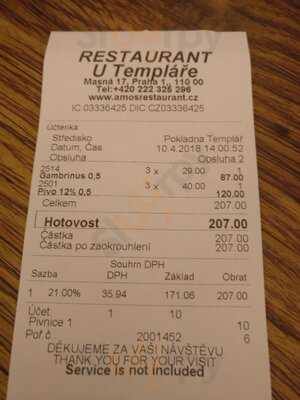 RESTAURANT
U Templáře
Masná 17, Praha 1,, 110 00
Tel:+420 222 325 296
www.amosrestaurant.cz
IC 03336425 DIC CZ03336425
Účtenka
Středisko Pokladna Templář
Datum, Čas 10.4.2018 14:00:52
Obsluha Obsluha 2
2514 3 x 29.00 1
Gambrinus 0,5 87.00
2501 3 x 40.00 1
Pivo 12% 0,5 120.00
Celkem 207.00
Hotovost 207.00
Částka 207.00
Částka po zaokrouhlení 207.00
Souhrn DPH
Sazba DPH Základ Obrat
1 21.00% 35.94 171.06 207.00
Účet 1 10
Pivnice 1 10
Poř.č. 2001452 6
DĚKUJEME ZA VAŠI NÁVŠTĚVU
THANK YOU FOR YOUR VISIT
Service is not included